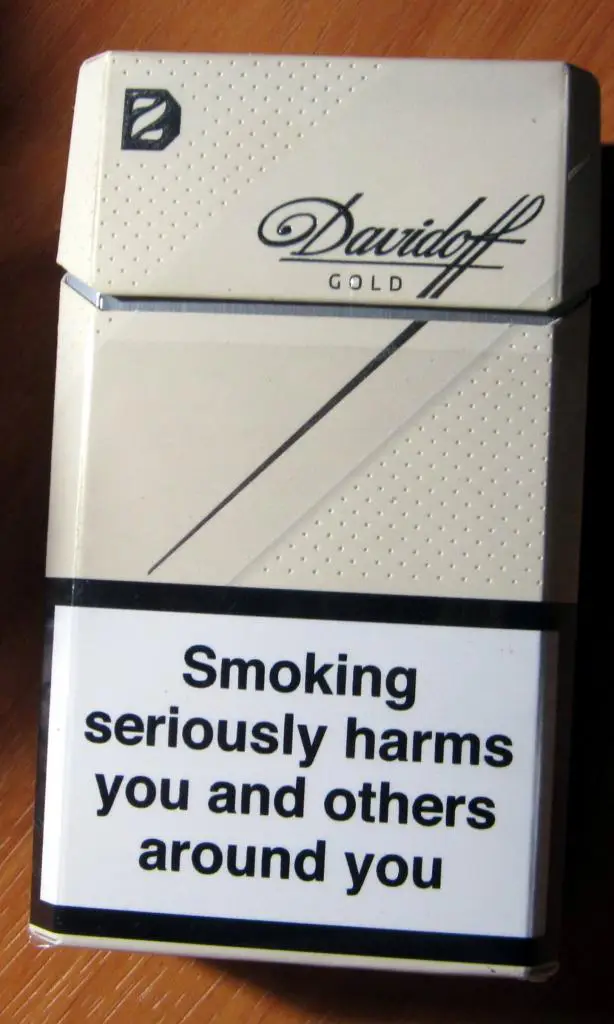 Davidoff
GOLD
Smoking
seriously harms
you and others
around you